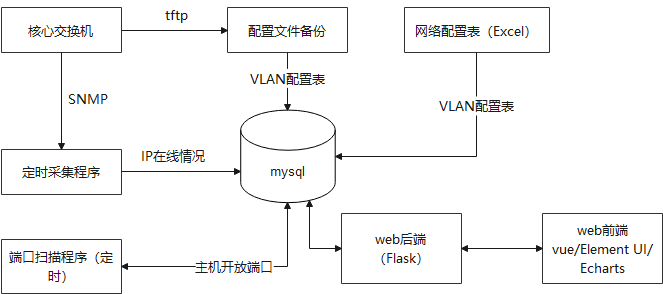 核心交换机
tftp
配置文件备份
网络配置表（Excel）
SNMP
VLAN配置表
VLAN配置表
定时采集程序
IP在线情况
mysql
端口扫描程序（定
时）
主机开放端口
web后端
（Flask）
web前端
vue/Element UI/
Echarts